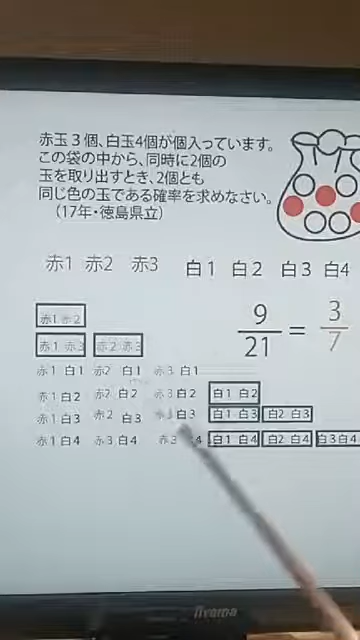 赤玉3個、白玉4個が個入っています。
この袋の中から、同時に2個の
玉を取り出すとき、2個とも
同じ色の玉である確率を求めなさい。
(17年・徳島県立)
赤1 赤2 赤3 白1 白2 白3 白4
9/21 = 3/7
赤1 赤2
赤1 赤3 赤2 赤3
赤1 白1 赤2 白1 赤3 白1
赤1 白2 赤2 白2 赤3 白2 白1 白2
赤1 白3 赤2 白3 赤3 白3 白1 白3 白2 白3
赤1 白4 赤3 白4 赤3 4 白1 白4 白2 白4 白3 白4
iiyama